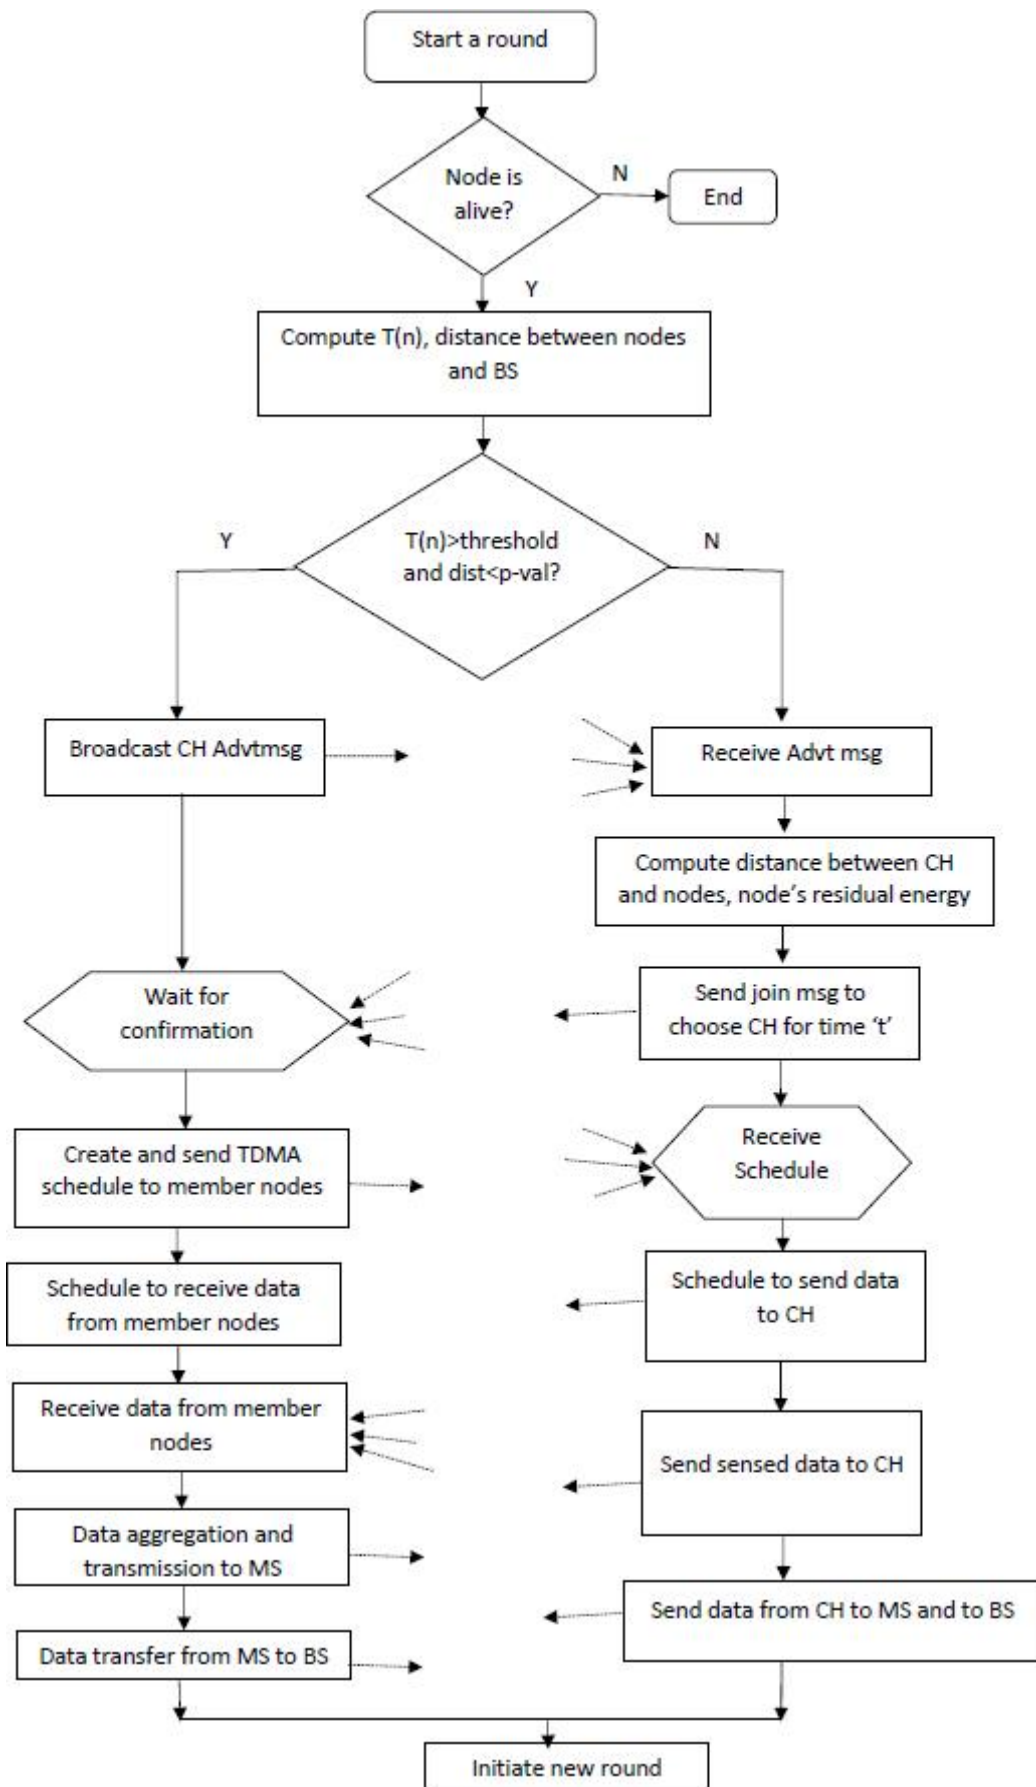 Start a round
Node is
alive?
N
End
Y
Compute T(n), distance between nodes
and BS
Y
T(n)>threshold
and dist<p-val?
N
Broadcast CH Advtmsg
Receive Advt msg
Compute distance between CH
and nodes, node's residual energy
Wait for
confirmation
Send join msg to
choose CH for time ‘t’
Create and send TDMA
schedule to member nodes
Receive
Schedule
Schedule to receive data
from member nodes
Schedule to send data
to CH
Receive data from member
nodes
Send sensed data to CH
Data aggregation and
transmission to MS
Send data from CH to MS and to BS
Data transfer from MS to BS
Initiate new round